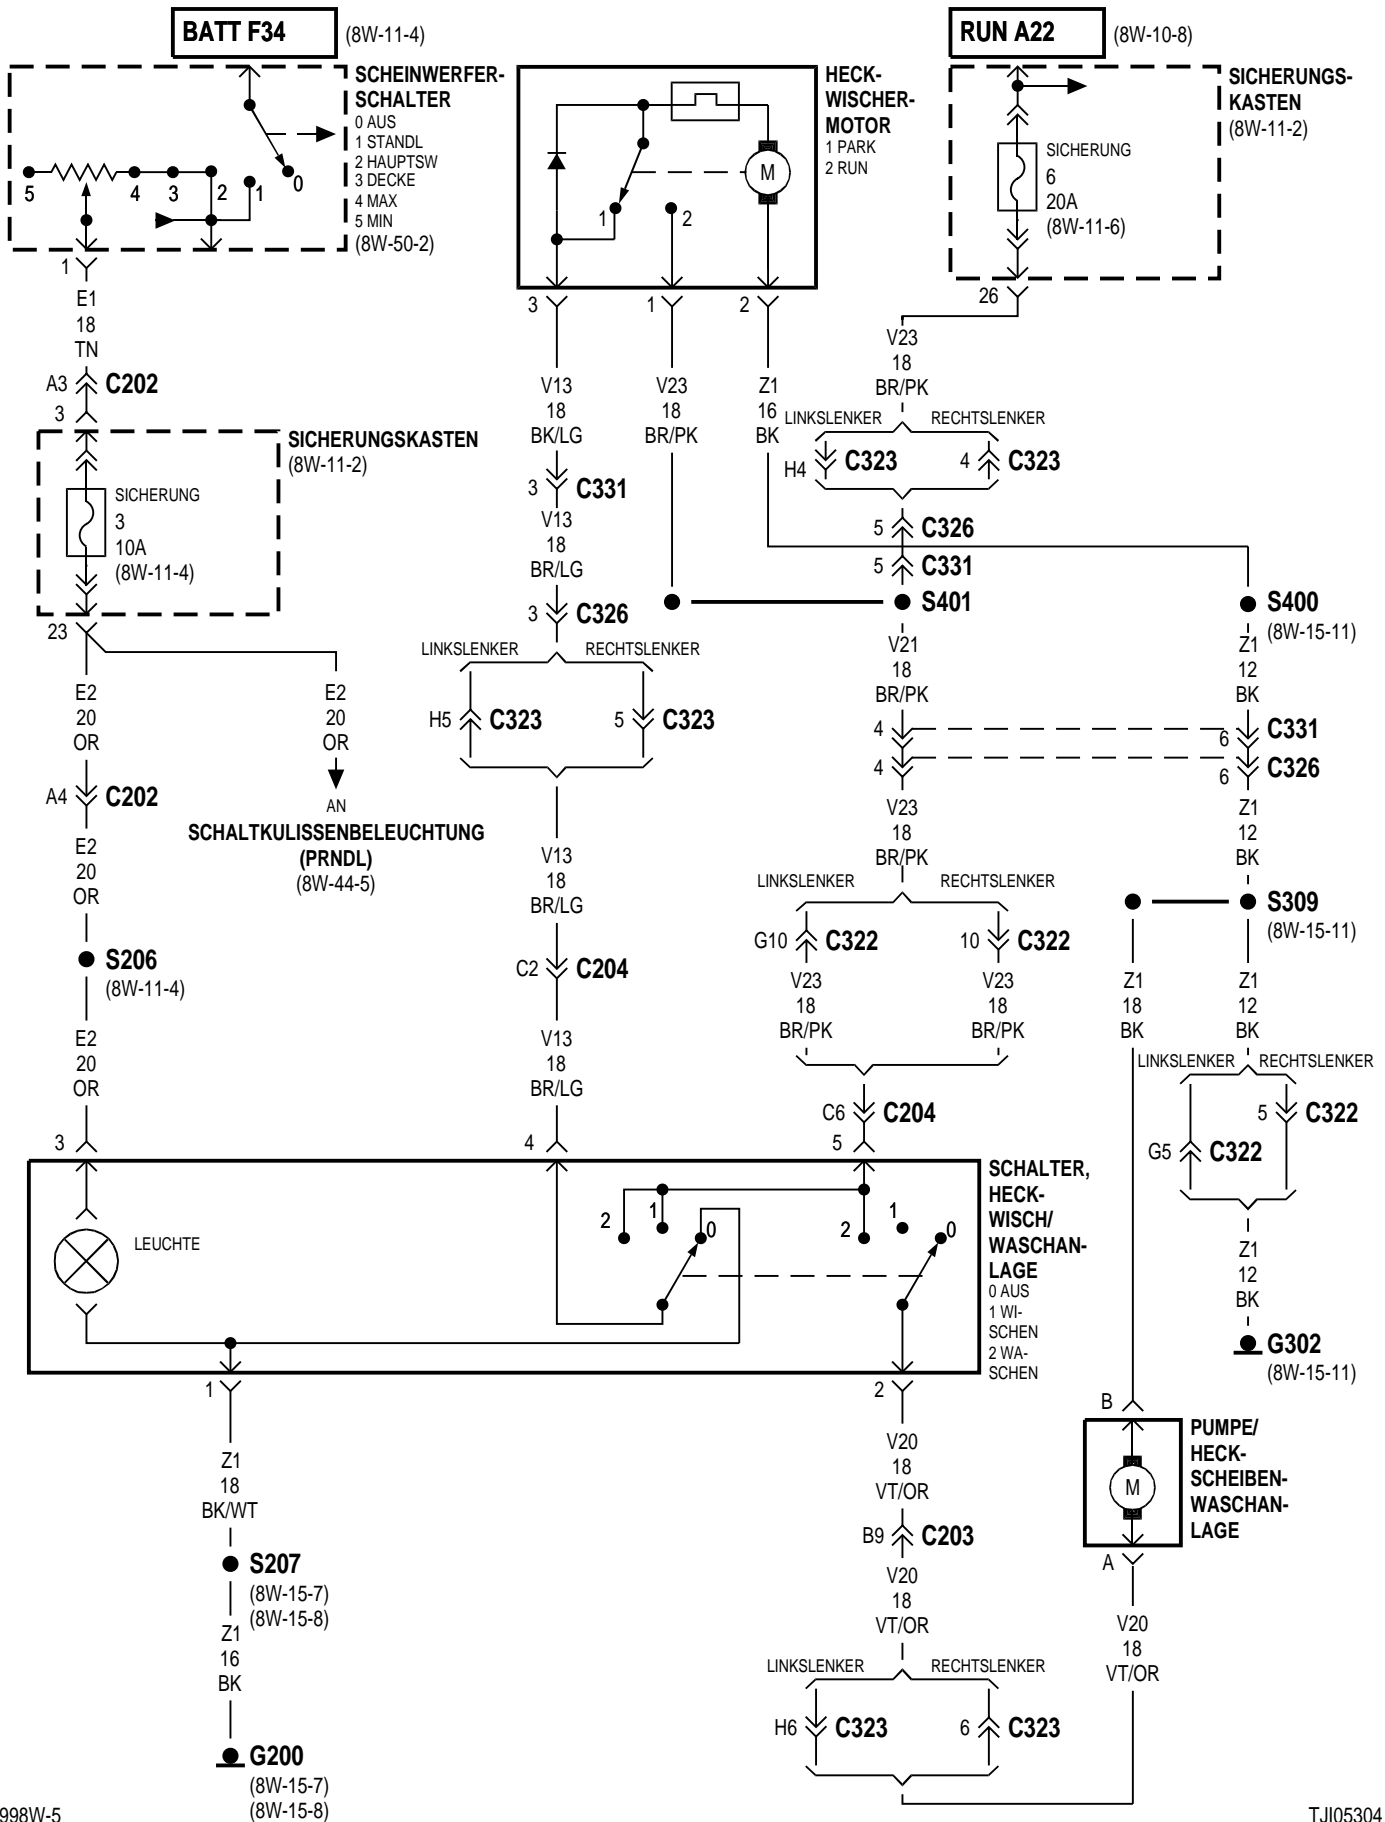 BATT F34
(8W-11-4)
SCHEINWERFER-
SCHALTER
0 AUS
1 STANDL
2 HAUPTSW
3 DECKE
4 MAX
5 MIN
(8W-50-2)
5
4
3
2
1
0
1
E1
18
TN
A3
C202
3
SICHERUNGSKASTEN
(8W-11-2)
SICHERUNG
3
10A
(8W-11-4)
23
E2
20
OR
E2
20
OR
A4
C202
AN
SCHALTKULISSENBELEUCHTUNG
(PRNDL)
(8W-44-5)
E2
20
OR
S206
(8W-11-4)
E2
20
OR
3
HECK-
WISCHER-
MOTOR
1 PARK
2 RUN
M
1
2
3
1
2
V13
18
BK/LG
V23
18
BR/PK
Z1
16
BK
3
C331
V13
18
BR/LG
3
C326
LINKSLENKER
RECHTSLENKER
H5
C323
5
C323
V13
18
BR/LG
C2
C204
V13
18
BR/LG
4
RUN A22
(8W-10-8)
SICHERUNGS-
KASTEN
(8W-11-2)
SICHERUNG
6
20A
(8W-11-6)
26
V23
18
BR/PK
LINKSLENKER
RECHTSLENKER
H4
C323
4
C323
5
C326
5
C331
S401
S400
(8W-15-11)
V21
18
BR/PK
Z1
12
BK
4
6
C331
4
6
C326
V23
18
BR/PK
Z1
12
BK
LINKSLENKER
RECHTSLENKER
S309
(8W-15-11)
G10
C322
10
C322
V23
18
BR/PK
V23
18
BR/PK
Z1
18
BK
Z1
12
BK
LINKSLENKER
RECHTSLENKER
C6
C204
5
5
C322
G5
C322
Z1
12
BK
G302
(8W-15-11)
LEUCHTE
2
1
0
2
1
0
SCHALTER,
HECK-
WISCH/
WASCHAN-
LAGE
0 AUS
1 WI-
SCHEN
2 WA-
SCHEN
1
2
Z1
18
BK/WT
S207
(8W-15-7)
(8W-15-8)
Z1
16
BK
G200
(8W-15-7)
(8W-15-8)
V20
18
VT/OR
B9
C203
V20
18
VT/OR
LINKSLENKER
RECHTSLENKER
H6
C323
6
C323
B
M
PUMPE/
HECK-
SCHEIBEN-
WASCHAN-
LAGE
A
V20
18
VT/OR
998W-5
TJI05304